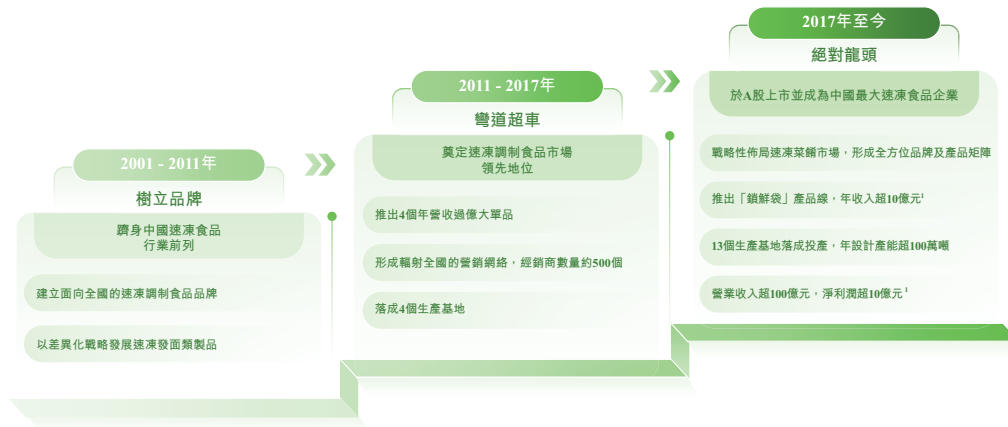 2001 - 2011年
樹立品牌
躋身中國速凍食品
行業前列
建立面向全國的速凍調制食品品牌
以差異化戰略發展速凍發面類製品
2011 - 2017年
彎道超車
奠定速凍調制食品市場
領先地位
推出4個年營收過億大單品
形成輻射全國的營銷網絡，經銷商數量約500個
落成4個生產基地
2017年至今
絕對龍頭
於A股上市並成為中國最大速凍食品企業
戰略性佈局速凍菜餚市場，形成全方位品牌及產品矩陣
推出「鎖鮮袋」產品線，年收入超10億元¹
13個生產基地落成投產，年設計產能超100萬噸
營業收入超100億元，淨利潤超10億元¹